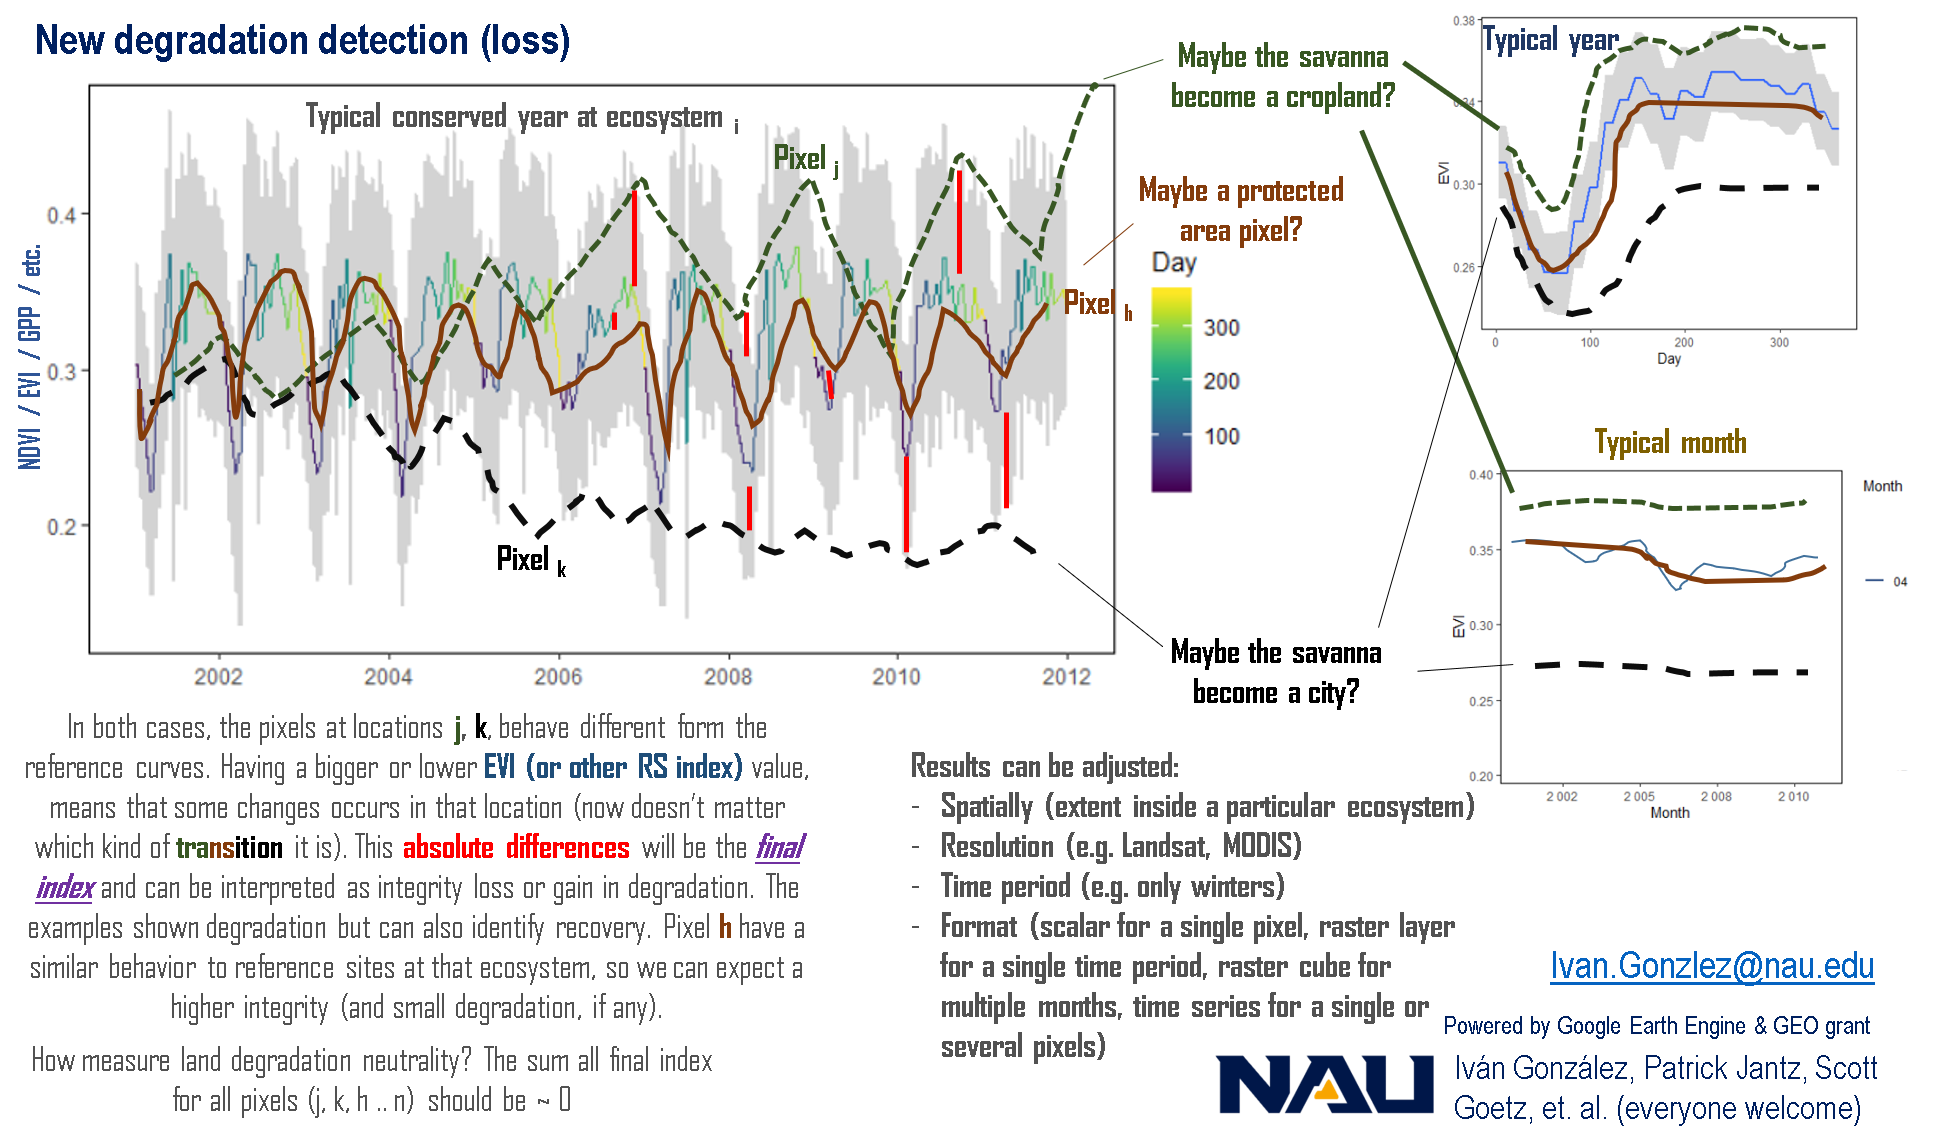 New degradation detection (loss)
Typical conserved year at ecosystem i
Pixel j
Pixel h
Pixel k
NDVI / EVI / GPP / etc.
0.4
0.3
0.2
2002
2004
2006
2008
2010
2012
Maybe the savanna
become a cropland?
Maybe a protected
area pixel?
Day
300
200
100
Maybe the savanna
become a city?
Typical year
0.38
0.34
0.30
0.26
EVI
0
100
200
300
Day
Typical month
0.40
0.35
0.30
0.25
0.20
EVI
2 002
2 005
2 008
2 010
Month
Month
04
In both cases, the pixels at locations j, k, behave different form the
reference curves. Having a bigger or lower EVI (or other RS index) value,
means that some changes occurs in that location (now doesn't matter
which kind of transition it is). This absolute differences will be the final
index and can be interpreted as integrity loss or gain in degradation. The
examples shown degradation but can also identify recovery. Pixel h have a
similar behavior to reference sites at that ecosystem, so we can expect a
higher integrity (and small degradation, if any).
How measure land degradation neutrality? The sum all final index
for all pixels (j, k, h .. n) should be ~ 0
Results can be adjusted:
- Spatially (extent inside a particular ecosystem)
- Resolution (e.g. Landsat, MODIS)
- Time period (e.g. only winters)
- Format (scalar for a single pixel, raster layer
for a single time period, raster cube for
multiple months, time series for a single or
several pixels)
Ivan.Gonzlez@nau.edu
Powered by Google Earth Engine & GEO grant
NAU
Iván González, Patrick Jantz, Scott
Goetz, et. al. (everyone welcome)